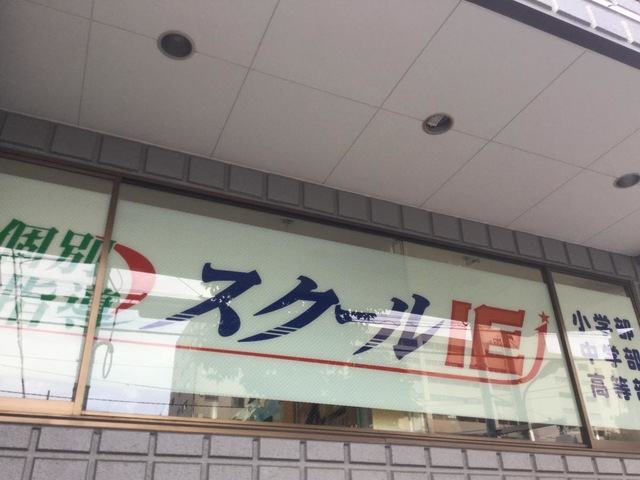 個別
指導
スクールIE
小学部
中学部
高等部